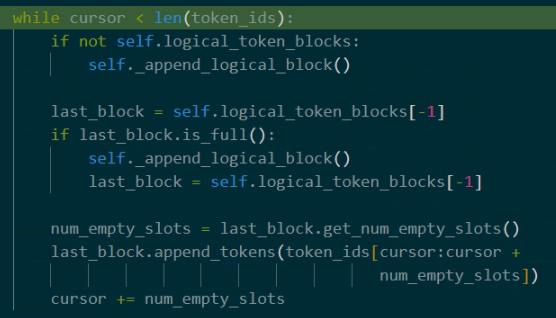 while cursor < len(token_ids):
if not self.logical_token_blocks:
self._append_logical_block()
last_block = self.logical_token_blocks[-1]
if last_block.is_full():
self._append_logical_block()
last_block = self.logical_token_blocks[-1]
num_empty_slots = last_block.get_num_empty_slots()
last_block.append_tokens(token_ids[cursor:cursor +
num_empty_slots])
cursor += num_empty_slots